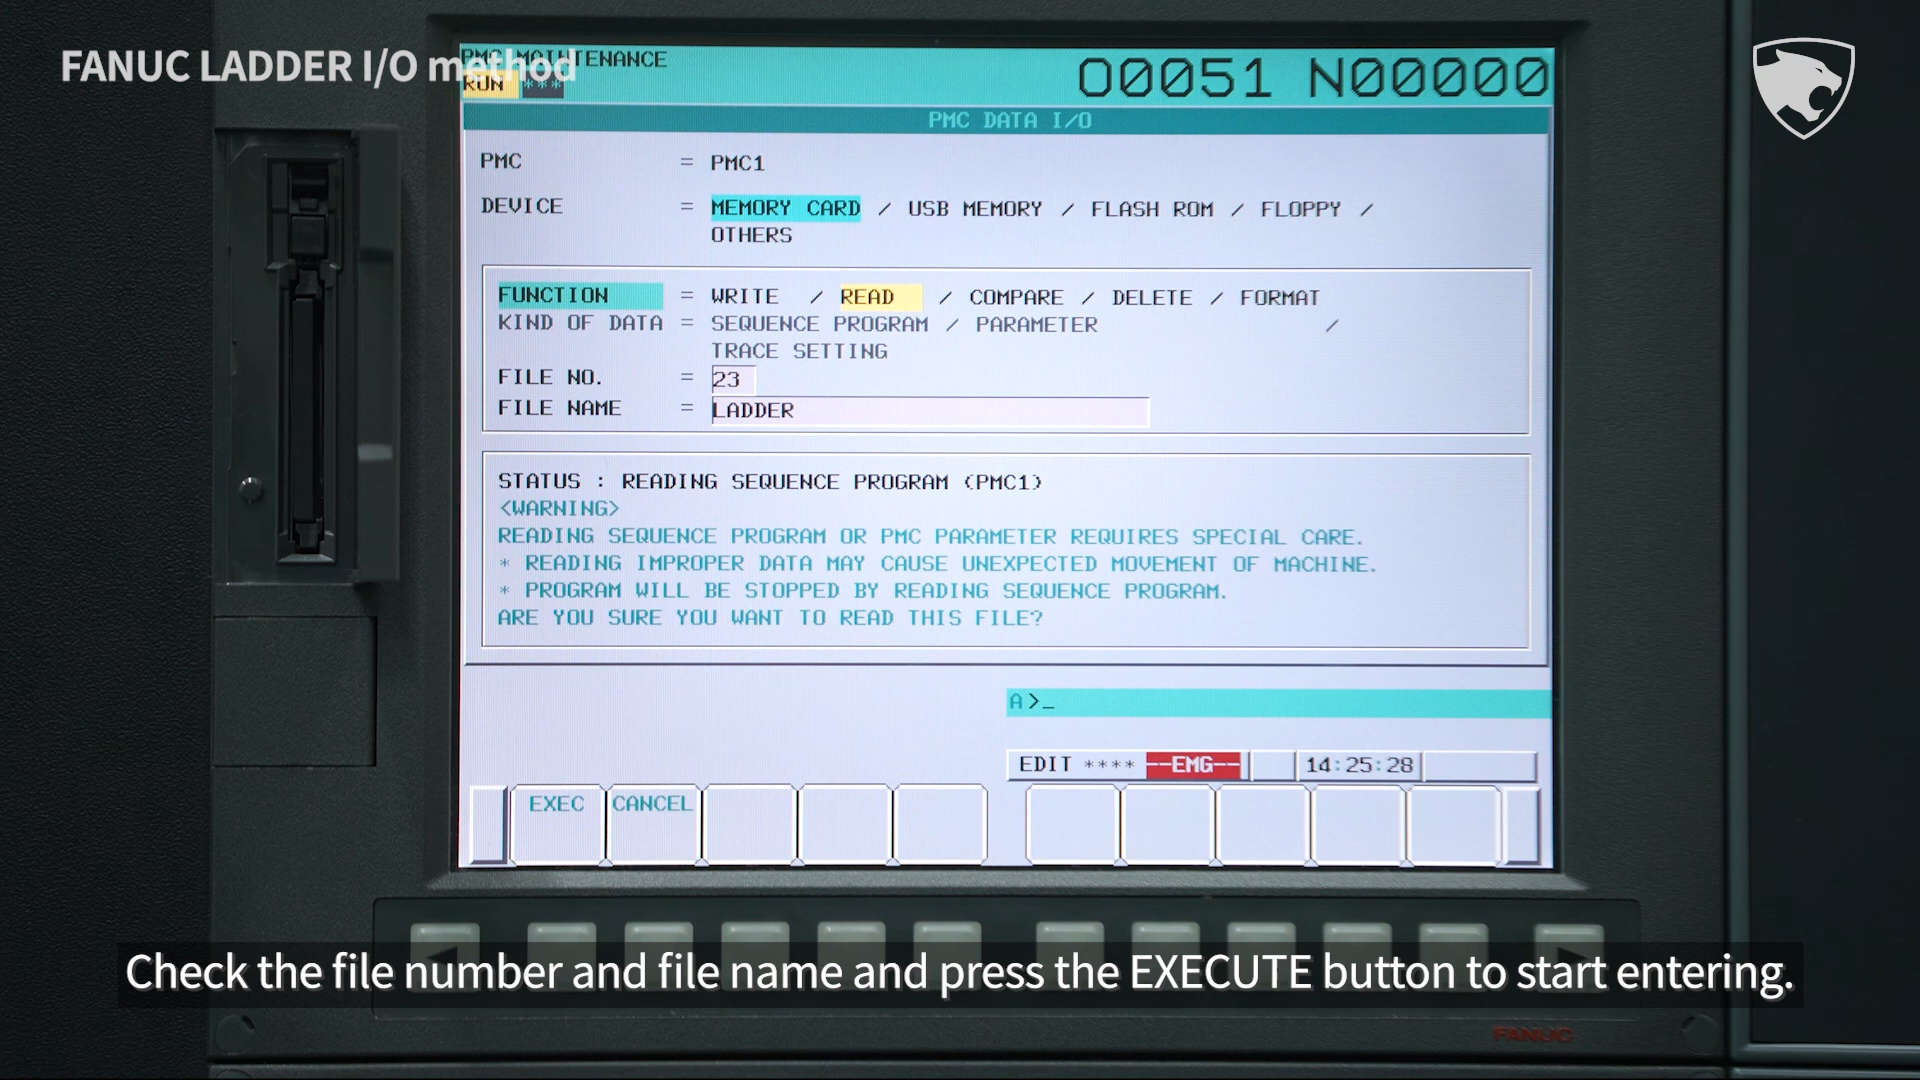 FANUC LADDER I/O method
PMC MAINTENANCE
RUN ***
O0051 N00000
PMC DATA I/O
PMC = PMC1
DEVICE = MEMORY CARD / USB MEMORY / FLASH ROM / FLOPPY /
OTHERS
FUNCTION = WRITE / READ / COMPARE / DELETE / FORMAT
KIND OF DATA = SEQUENCE PROGRAM / PARAMETER /
TRACE SETTING
FILE NO. = 23
FILE NAME = LADDER
STATUS : READING SEQUENCE PROGRAM (PMC1)
<WARNING>
READING SEQUENCE PROGRAM OR PMC PARAMETER REQUIRES SPECIAL CARE.
* READING IMPROPER DATA MAY CAUSE UNEXPECTED MOVEMENT OF MACHINE.
* PROGRAM WILL BE STOPPED BY READING SEQUENCE PROGRAM.
ARE YOU SURE YOU WANT TO READ THIS FILE?
A>_
EDIT **** --EMG-- 14:25:28
EXEC CANCEL
Check the file number and file name and press the EXECUTE button to start entering.
FANUC